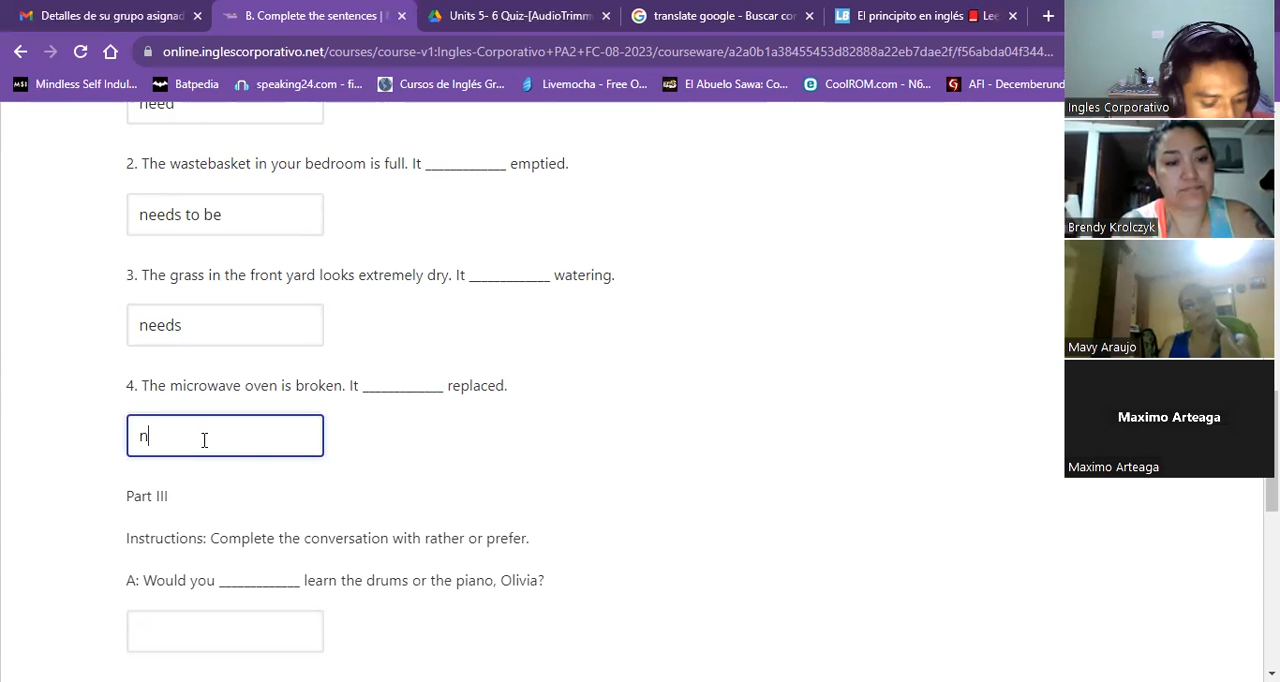 Detalles de su grupo asignad
B. Complete the sentences |
Units 5- 6 Quiz-[AudioTrimm
translate google - Buscar cor
El principito en inglés 📕 Lee
online.inglescorporativo.net/courses/course-v1:Ingles-Corporativo+PA2+FC-08-2023/courseware/a2a0b1a38455453d82888a22eb7dae2f/f56abda04f344...
Mindless Self Indul...
Batpedia
speaking24.com - fi...
Cursos de Inglés Gr...
Livemocha - Free O...
El Abuelo Sawa: Co...
CoolROM.com - N6...
AFI - Decemberund
need
2. The wastebasket in your bedroom is full. It ____________ emptied.
needs to be
3. The grass in the front yard looks extremely dry. It ____________ watering.
needs
4. The microwave oven is broken. It ____________ replaced.
n
Part III
Instructions: Complete the conversation with rather or prefer.
A: Would you ____________ learn the drums or the piano, Olivia?
Ingles Corporativo
Brendy Krolczyk
Mavy Araujo
Maximo Arteaga
Maximo Arteaga